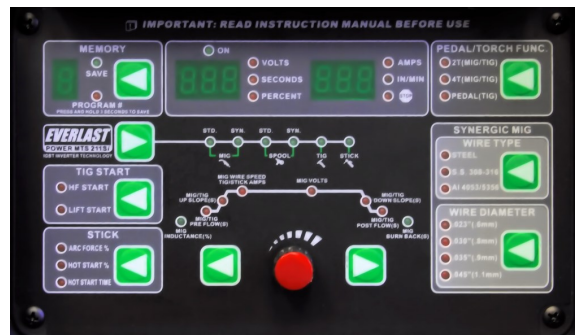 IMPORTANT: READ INSTRUCTION MANUAL BEFORE USE
MEMORY
SAVE
PROGRAM #
PRESS AND HOLD 3 SECONDS TO SAVE
ON
VOLTS
SECONDS
PERCENT
AMPS
IN/MIN
PEDAL/TORCH FUNC.
2T(MIG/TIG)
4T(MIG/TIG)
PEDAL(TIG)
EVERLAST
POWER MTS 211Si
IGBT INVERTER TECHNOLOGY
STD. SYN. STD. SYN.
MIG SPOOL TIG STICK
SYNERGIC MIG
WIRE TYPE
STEEL
S.S 308-316
Al 4053/5356
TIG START
HF START
LIFT START
MIG WIRE SPEED
TIG/STICK AMPS
MIG VOLTS
MIG/TIG
UP SLOPE(S)
MIG/TIG
DOWN SLOPE(S)
MIG/TIG
PRE FLOW(S)
MIG/TIG
POST FLOW(S)
MIG
INDUCTANCE(%)
MIG
BURN BACK(S)
STICK
ARC FORCE %
HOT START %
HOT START TIME
WIRE DIAMETER
.023" (.6mm)
.030" (.8mm)
.035" (.9mm)
.045" (1.1mm)